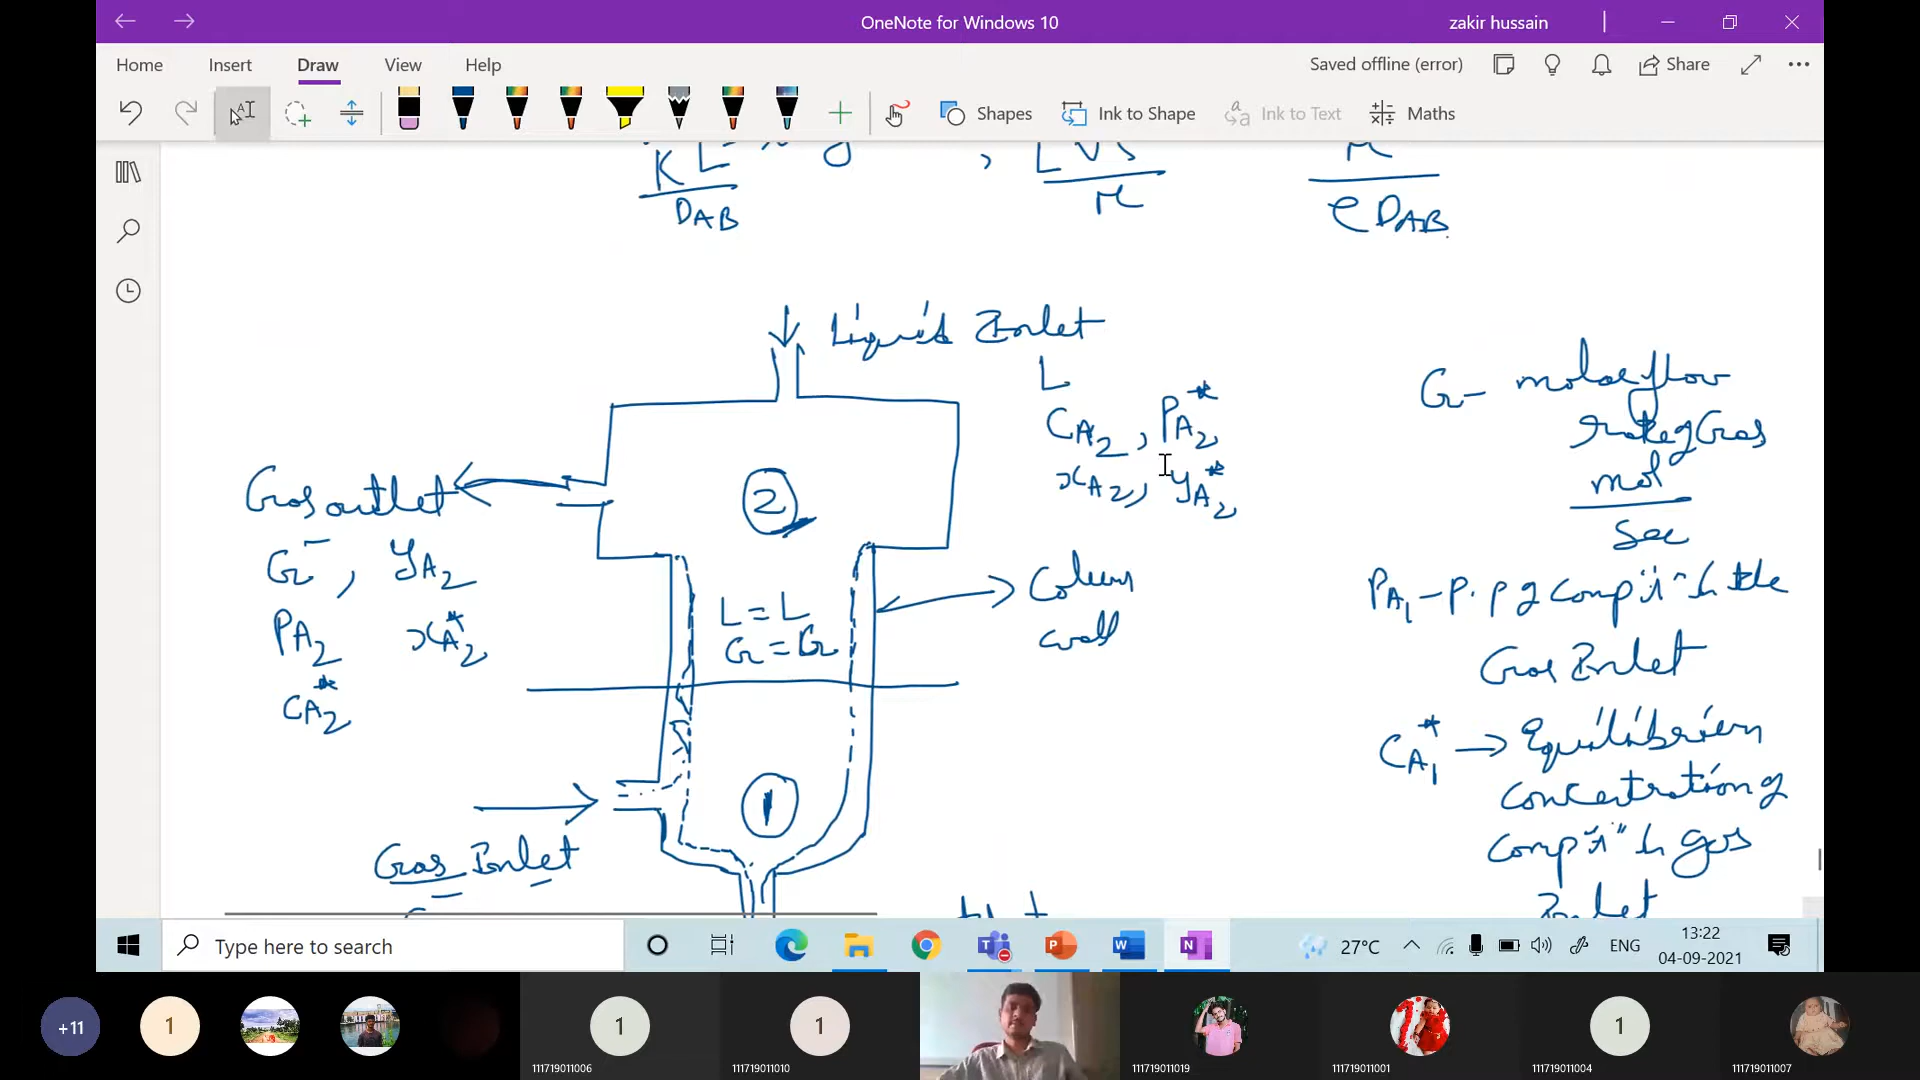 OneNote for Windows 10
zakir hussain
Home Insert Draw View Help
Saved offline (error)
Share
Shapes
Ink to Shape
Ink to Text
Maths
K L
DAB
L V
μ
μ
ρ DAB
Liquid Inlet
L
CA2, PA2*
xA2, yA2*
2
Gas outlet
G, yA2
PA2 xA2*
CA2*
L = L
G = G
Column
wall
1
Gas Inlet
G – molar flow
rate of Gas
mol
sec
PA1 – P.P of Comp "A" in the
Gas Inlet
CA1* → Equilibrium
Concentration of
Comp "A" in gas
Inlet
Type here to search
27°C
ENG
13:22
04-09-2021
+11
1
1
111719011006
1
111719011010
111719011019
111719011001
1
111719011004
111719011007